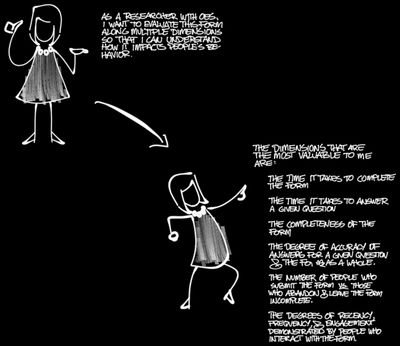 AS A RESEARCHER WITH OES,
I WANT TO EVALUATE THIS FORM
ALONG MULTIPLE DIMENSIONS
SO THAT I CAN UNDERSTAND
HOW IT IMPACTS PEOPLE'S BE-
HAVIOR.
THE DIMENSIONS THAT ARE
THE MOST VALUABLE TO ME
ARE:
THE TIME IT TAKES TO COMPLETE
THE FORM
THE TIME IT TAKES TO ANSWER
A GIVEN QUESTION
THE COMPLETENESS OF THE
FORM
THE DEGREE OF ACCURACY OF
ANSWERS FOR A GIVEN QUESTION
& THE AS A WHOLE.
THE NUMBER OF PEOPLE WHO
SUBMIT THE FORM VS. THOSE
WHO ABANDON & LEAVE THE FORM
INCOMPLETE.
THE DEGREES OF RECENCY,
FREQUENCY, & ENGAGEMENT
DEMONSTRATED BY PEOPLE WHO
INTERACT WITH THE FORM